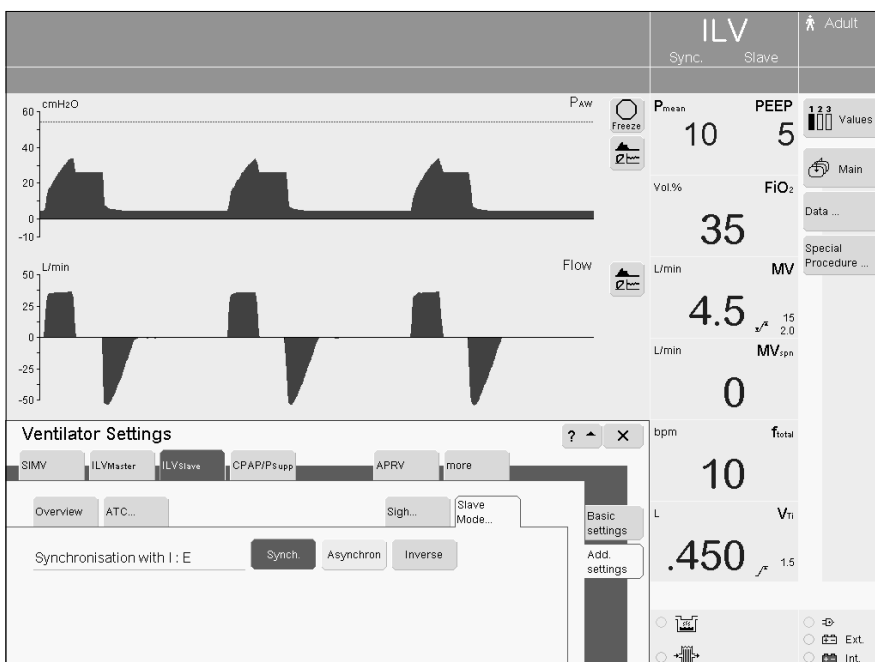 ILV
Sync. Slave
Adult
cmH2O
PAW
60
40
20
0
-10
Freeze
L/min
Flow
50
25
0
-25
-50
Pmean PEEP
10 5
Vol.% FiO2
35
L/min MV
4.5 15
2.0
L/min MVspn
0
bpm ftotal
10
L VTi
.450 1.5
1 2 3
Values
Main
Data ...
Special
Procedure ...
Ventilator Settings
? ×
SIMV ILVMaster ILVSlave CPAP/Psupp APRV more
Overview ATC... Sigh... Slave
Mode...
Basic
settings
Add.
settings
Synchronisation with I : E Synch. Asynchron Inverse
Ext.
Int.